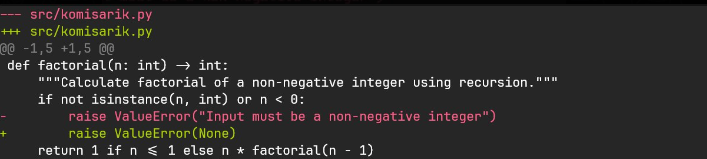 --- src/komisarik.py
+++ src/komisarik.py
@@ -1,5 +1,5 @@
 def factorial(n: int) -> int:
     """Calculate factorial of a non-negative integer using recursion."""
     if not isinstance(n, int) or n < 0:
-        raise ValueError("Input must be a non-negative integer")
+        raise ValueError(None)
     return 1 if n <= 1 else n * factorial(n - 1)